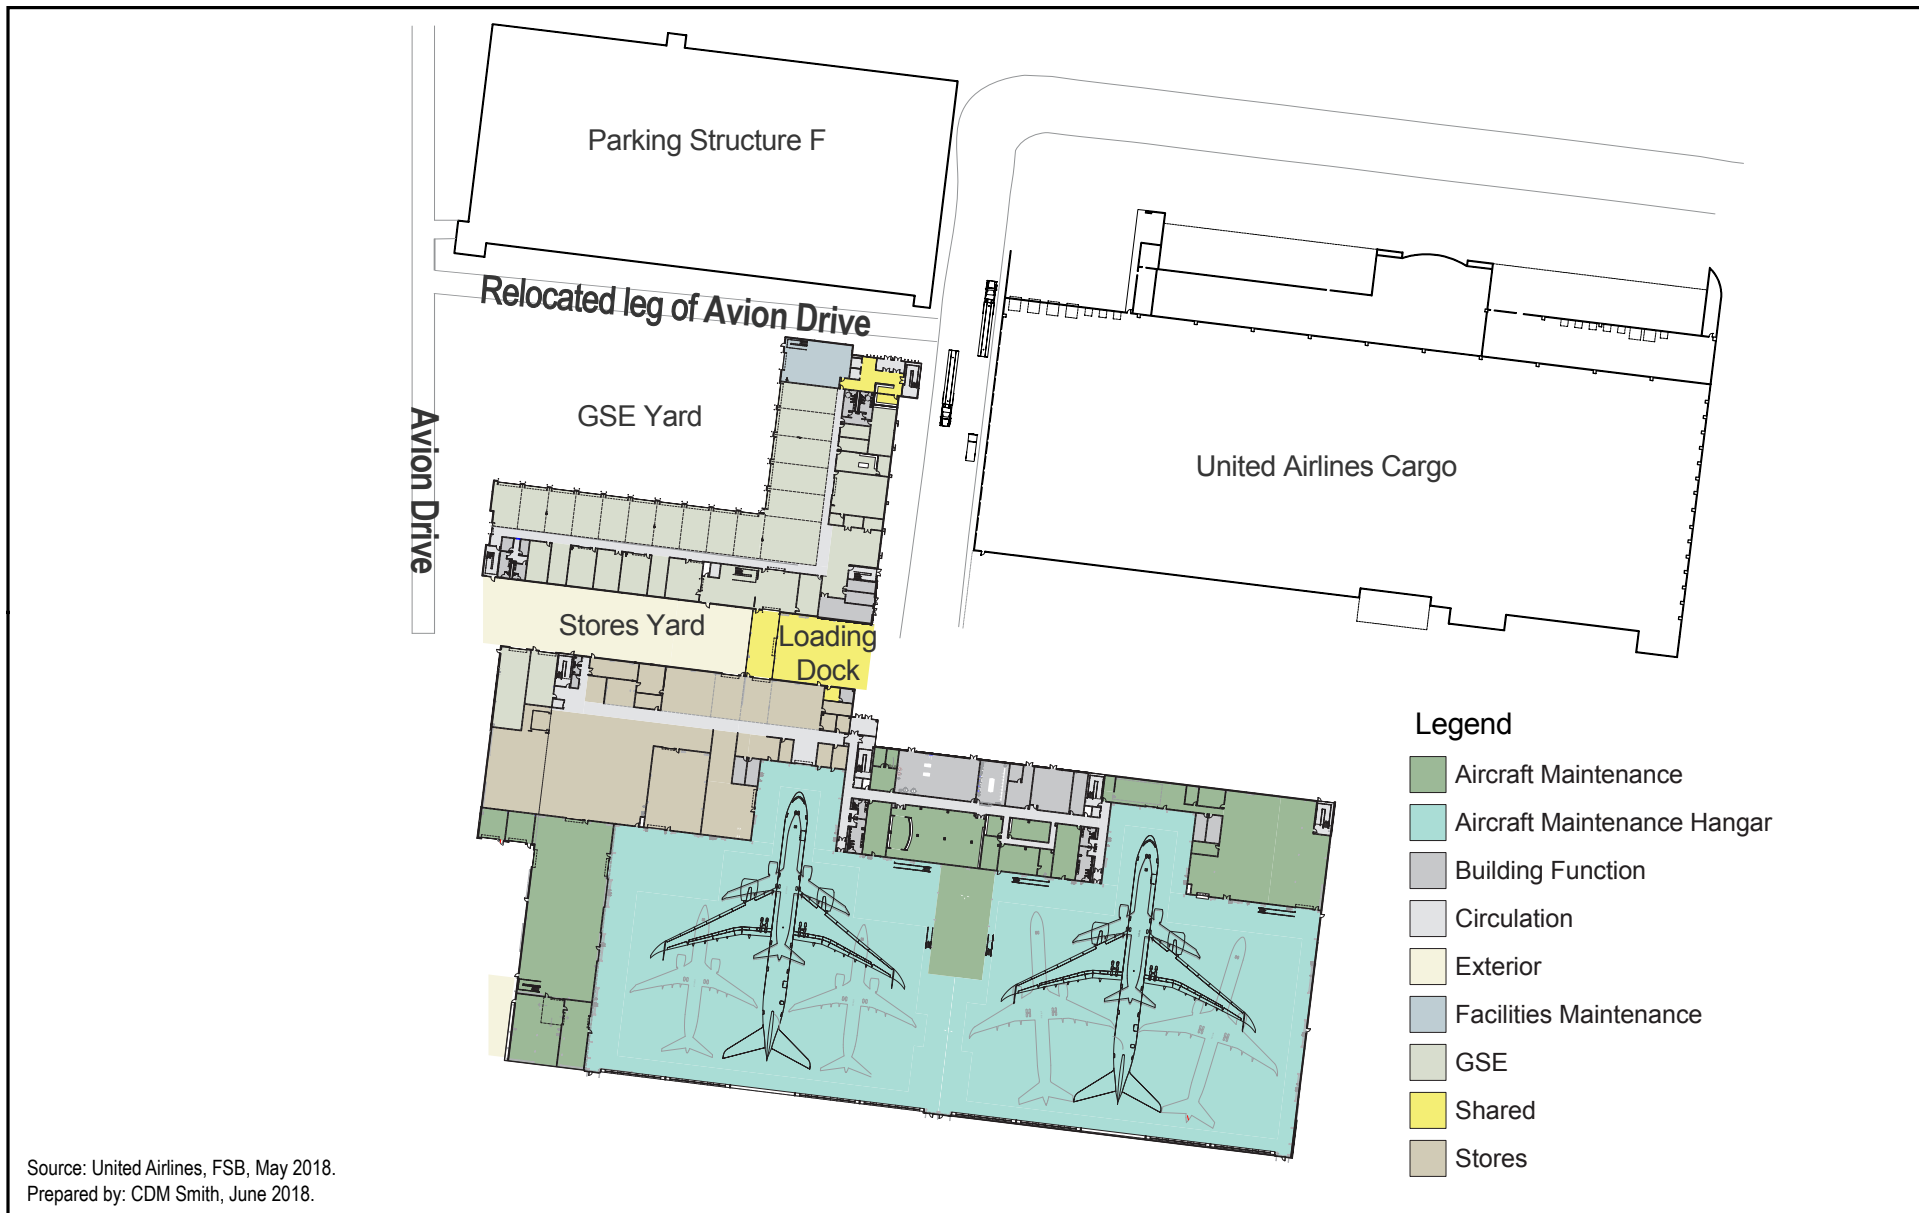 Parking Structure F
Relocated leg of Avion Drive
GSE Yard
Avion Drive
United Airlines Cargo
Stores Yard
Loading
Dock
Legend
Aircraft Maintenance
Aircraft Maintenance Hangar
Building Function
Circulation
Exterior
Facilities Maintenance
GSE
Shared
Stores
Source: United Airlines, FSB, May 2018.
Prepared by: CDM Smith, June 2018.